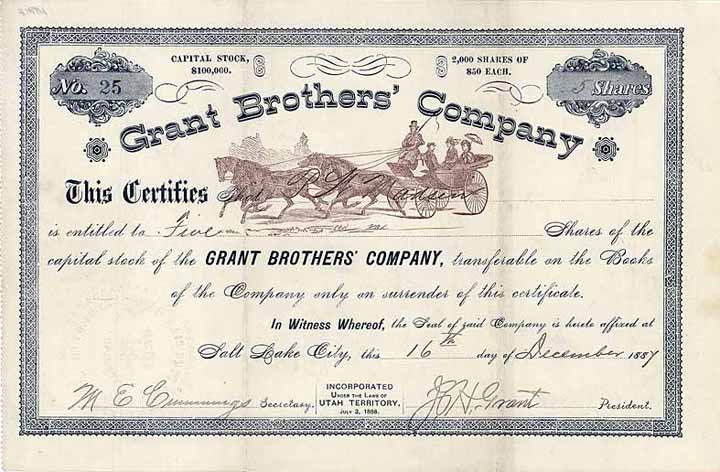 CAPITAL STOCK,
$100,000.
2,000 SHARES OF
$50 EACH.
No. 25
5 Shares
Grant Brothers' Company
This Certifies that P. W. Madsen
is entitled to Five Shares of the
capital stock of the GRANT BROTHERS' COMPANY, transferable on the Books
of the Company only on surrender of this certificate.
In Witness Whereof, the Seal of said Company is hereto affixed at
Salt Lake City, this 16th day of December 1887
M E Cummings Secretary.
INCORPORATED
UNDER THE LAWS OF
UTAH TERRITORY,
JULY 3, 1886.
Grant President.